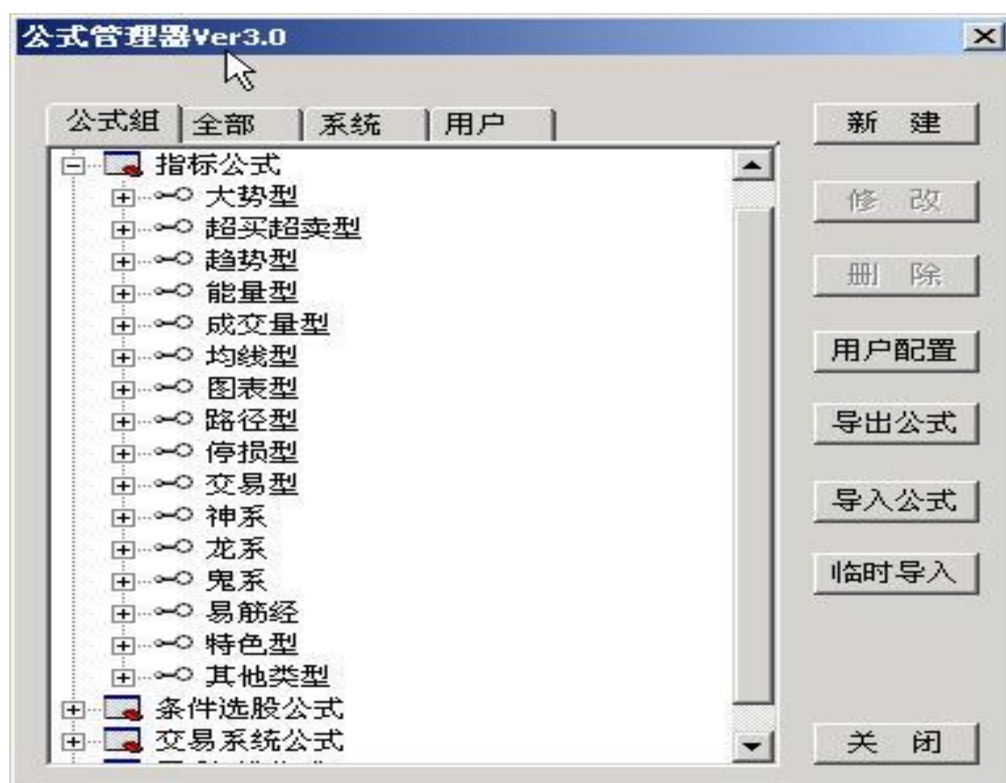 公式管理器Ver3.0
公式组 全部 系统 用户
指标公式
大势型
超买超卖型
趋势型
能量型
成交量型
均线型
图表型
路径型
停损型
交易型
神系
龙系
鬼系
易筋经
特色型
其他类型
条件选股公式
交易系统公式
新 建
修 改
删 除
用户配置
导出公式
导入公式
临时导入
关 闭